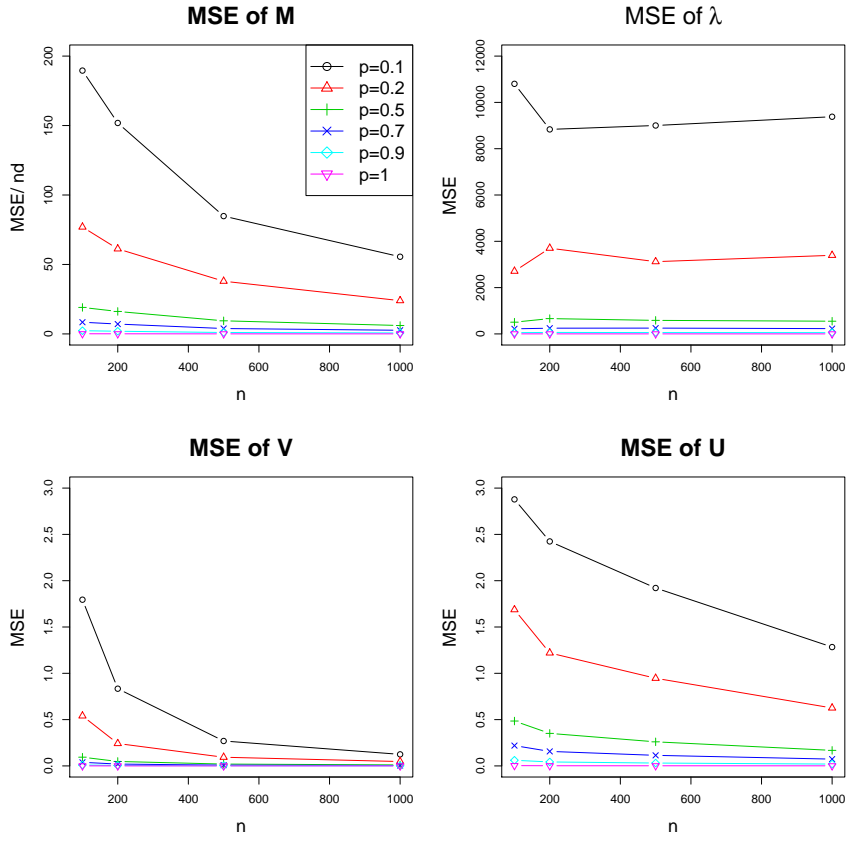 MSE of M
MSE/ nd
200
150
100
50
0
200
400
600
800
1000
n
p=0.1
p=0.2
p=0.5
p=0.7
p=0.9
p=1
MSE of λ
MSE
12000
10000
8000
6000
4000
2000
0
200
400
600
800
1000
n
MSE of V
MSE
3.0
2.5
2.0
1.5
1.0
0.5
0.0
200
400
600
800
1000
n
MSE of U
MSE
3.0
2.5
2.0
1.5
1.0
0.5
0.0
200
400
600
800
1000
n